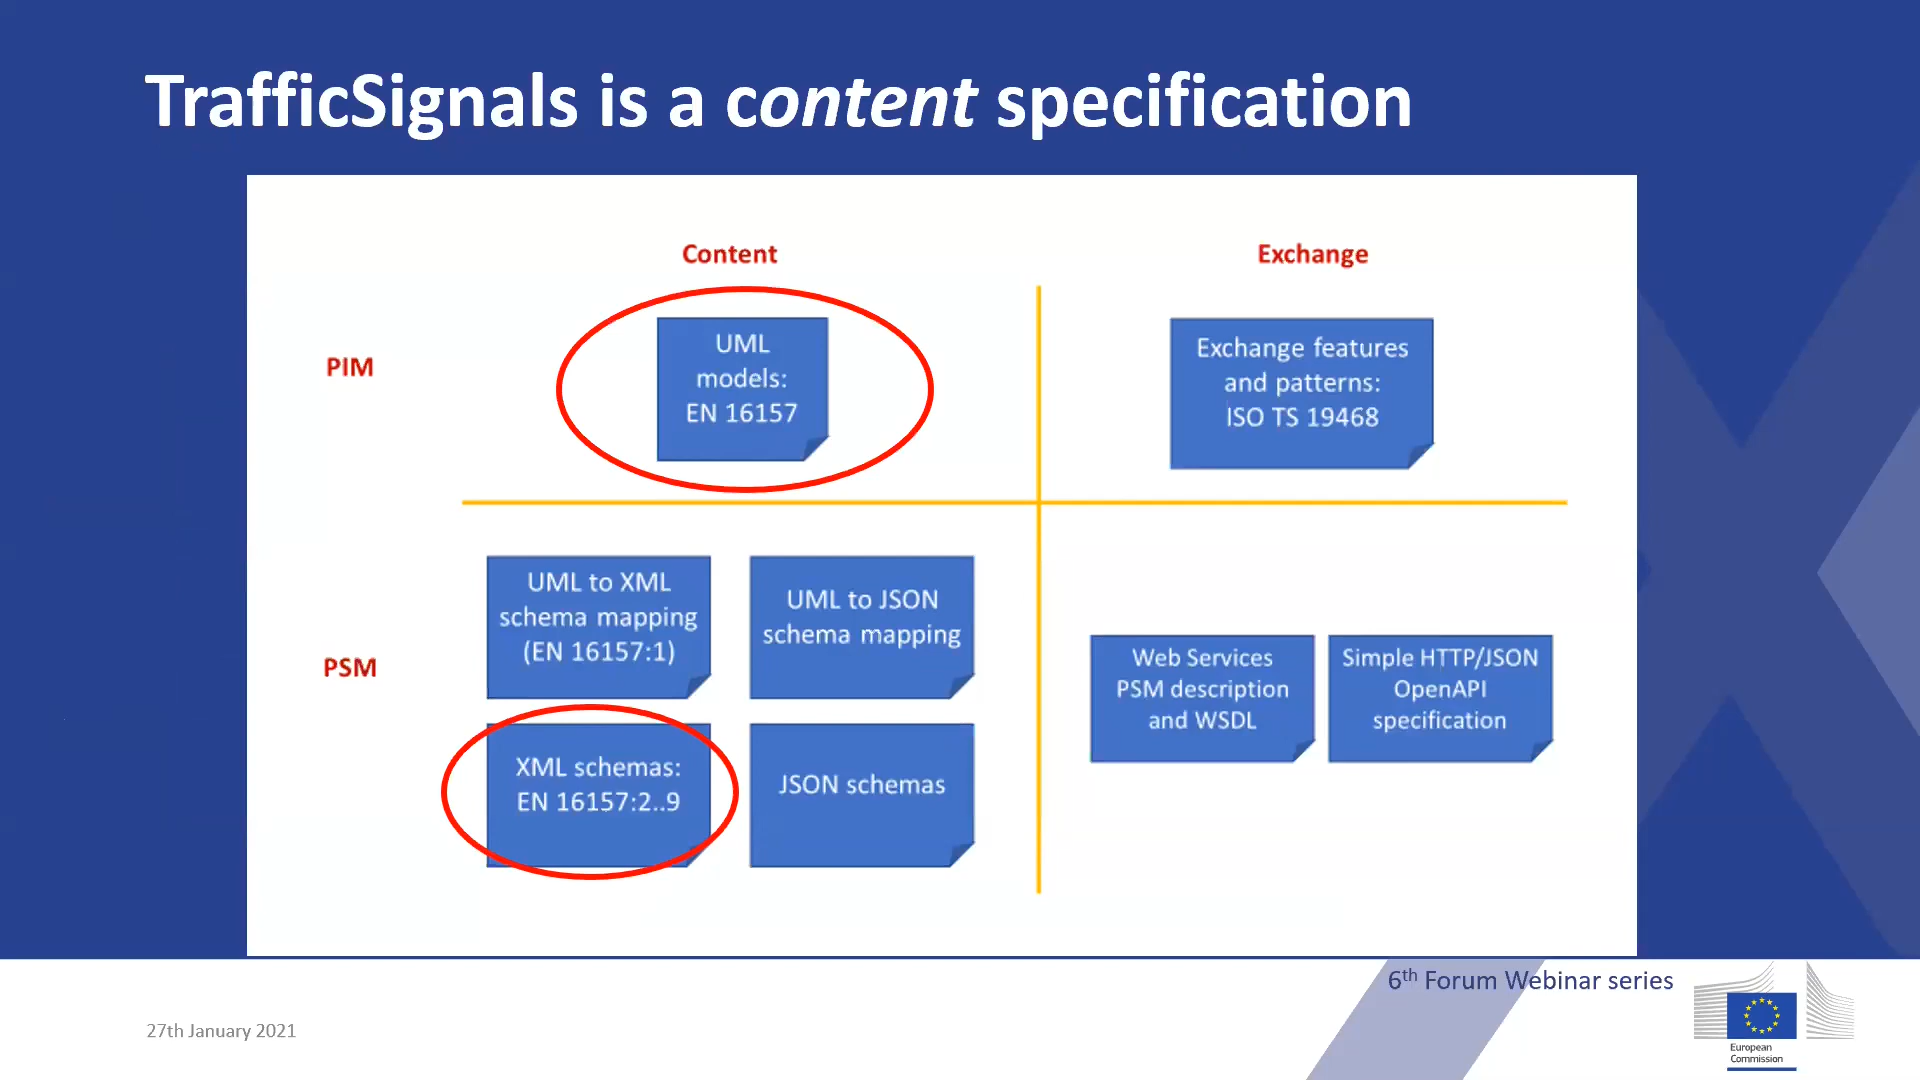 TrafficSignals is a content specification
Content
Exchange
PIM
UML
models:
EN 16157
Exchange features
and patterns:
ISO TS 19468
PSM
UML to XML
schema mapping
(EN 16157:1)
UML to JSON
schema mapping
XML schemas:
EN 16157:2..9
JSON schemas
Web Services
PSM description
and WSDL
Simple HTTP/JSON
OpenAPI
specification
6th Forum Webinar series
27th January 2021
European
Commission